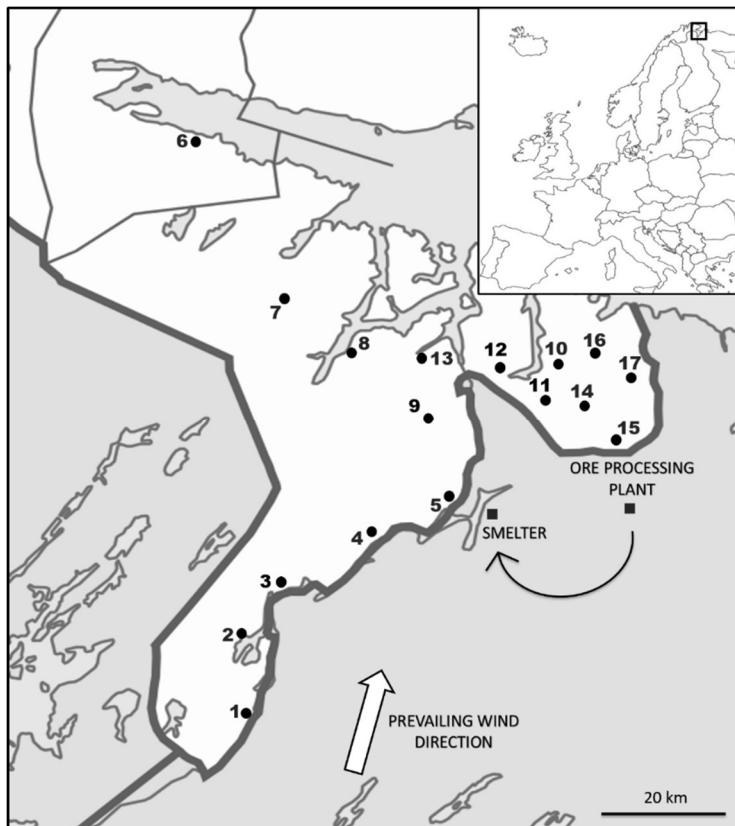 6
7
8
13
12
10
16
17
11
14
9
15
ORE PROCESSING
PLANT
5
SMELTER
4
3
2
1
PREVAILING WIND
DIRECTION
20 km